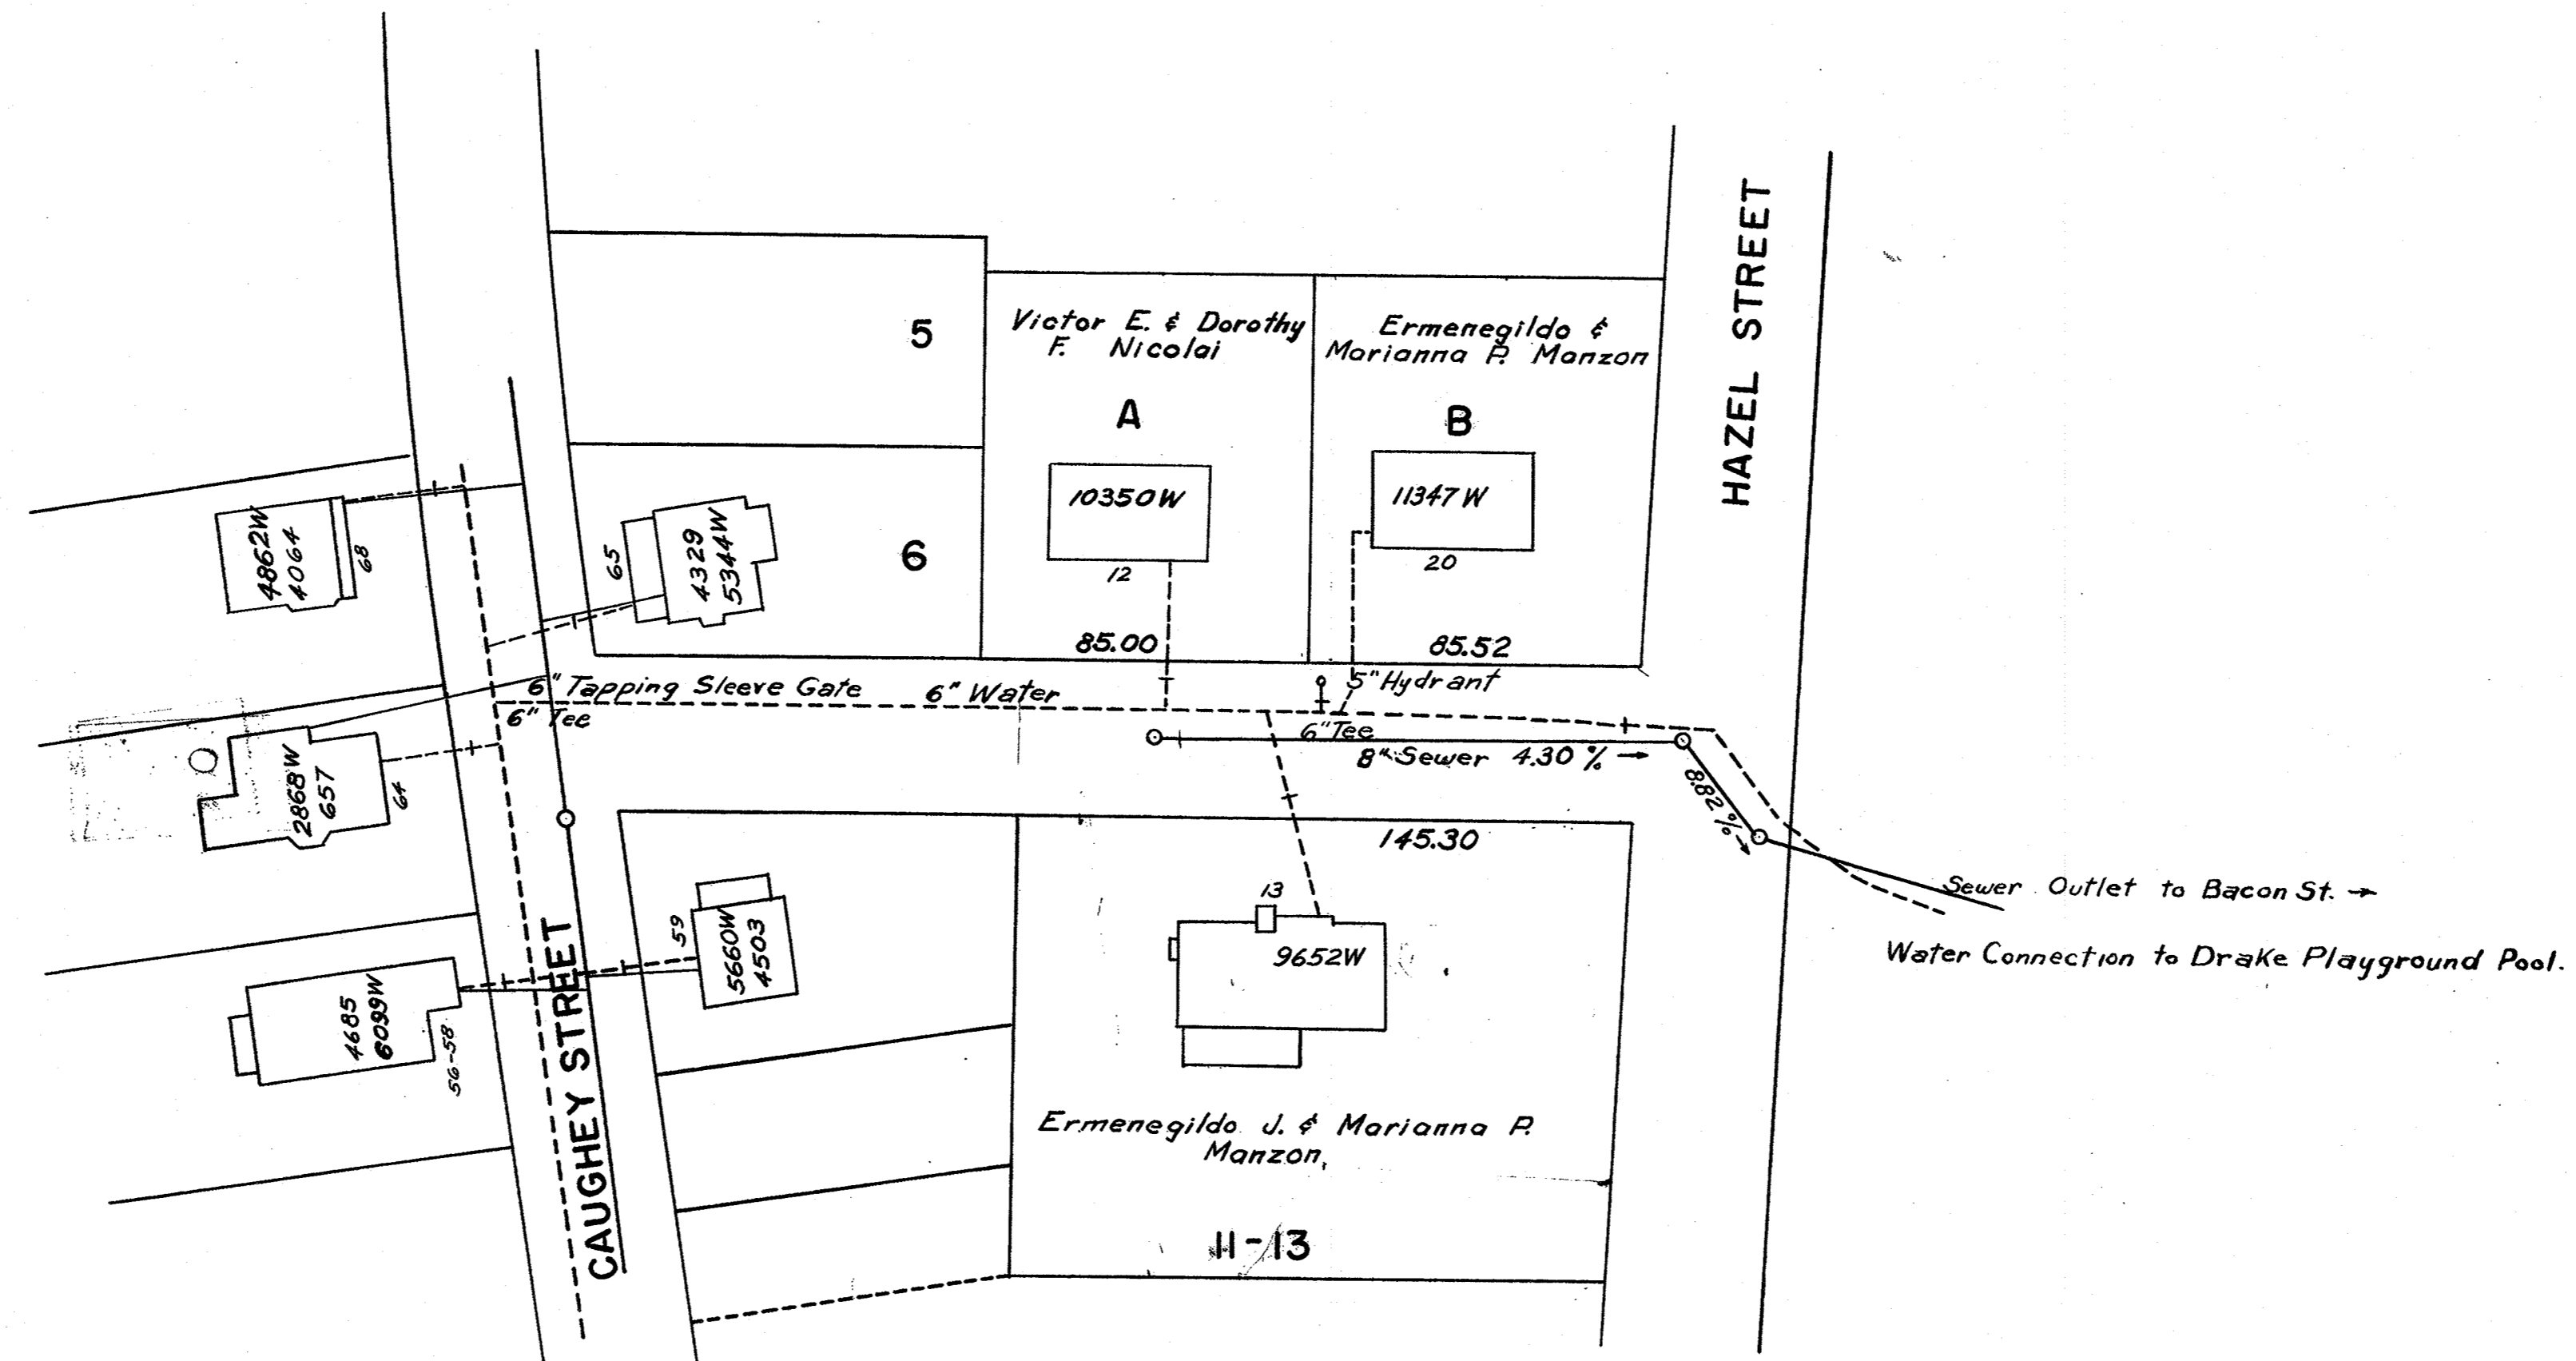 HAZEL STREET
5
Victor E. & Dorothy
F. Nicolai
Ermenegildo &
Marianna P. Manzon
A
B
10350W
11347W
12
20
6
4862W
4064
68
65
4329
5344W
85.00
85.52
6" Tapping Sleeve Gate
6" Water
5" Hydrant
6" Tee
6" Tee
8" Sewer 4.30 % →
8.82 % →
2868W
657
64
145.30
13
9652W
59
5660W
4503
Sewer Outlet to Bacon St. →
Water Connection to Drake Playground Pool.
4685
6099W
56-58
CAUGHEY STREET
Ermenegildo J. & Marianna P.
Manzon,
11-13